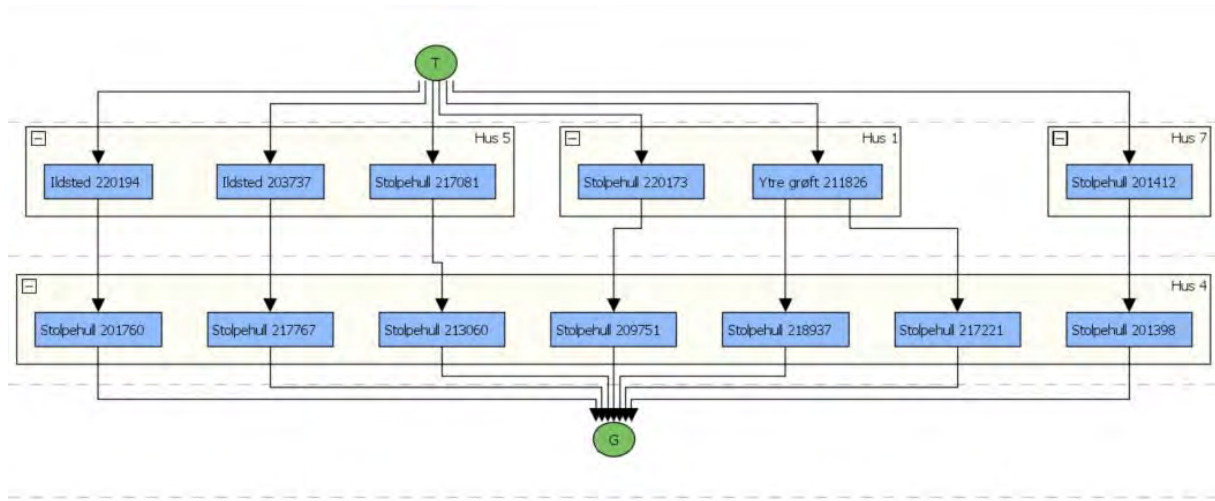 T
Hus 5
Hus 1
Hus 7
Ildsted 220194
Ildsted 203737
Stolpehull 217081
Stolpehull 220173
Ytre grøft 211826
Stolpehull 201412
Hus 4
Stolpehull 201760
Stolpehull 217767
Stolpehull 213060
Stolpehull 209751
Stolpehull 218937
Stolpehull 217221
Stolpehull 201398
G